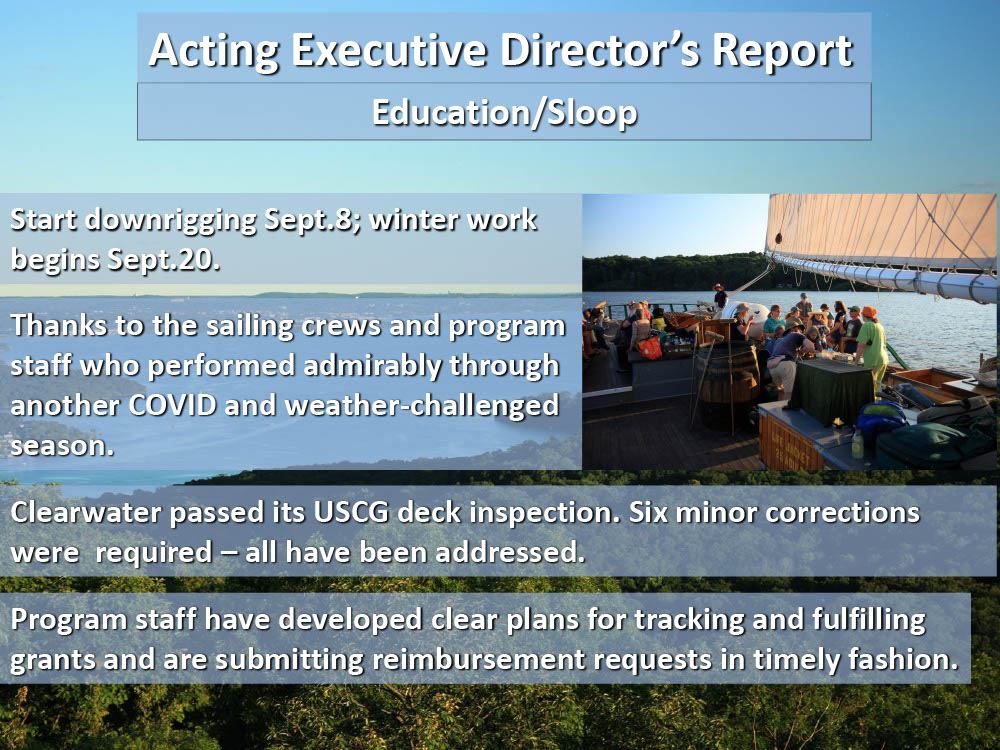 Acting Executive Director’s Report
Education/Sloop
Start downrigging Sept.8; winter work
begins Sept.20.
Thanks to the sailing crews and program
staff who performed admirably through
another COVID and weather-challenged
season.
Clearwater passed its USCG deck inspection. Six minor corrections
were  required – all have been addressed.
Program staff have developed clear plans for tracking and fulfilling
grants and are submitting reimbursement requests in timely fashion.